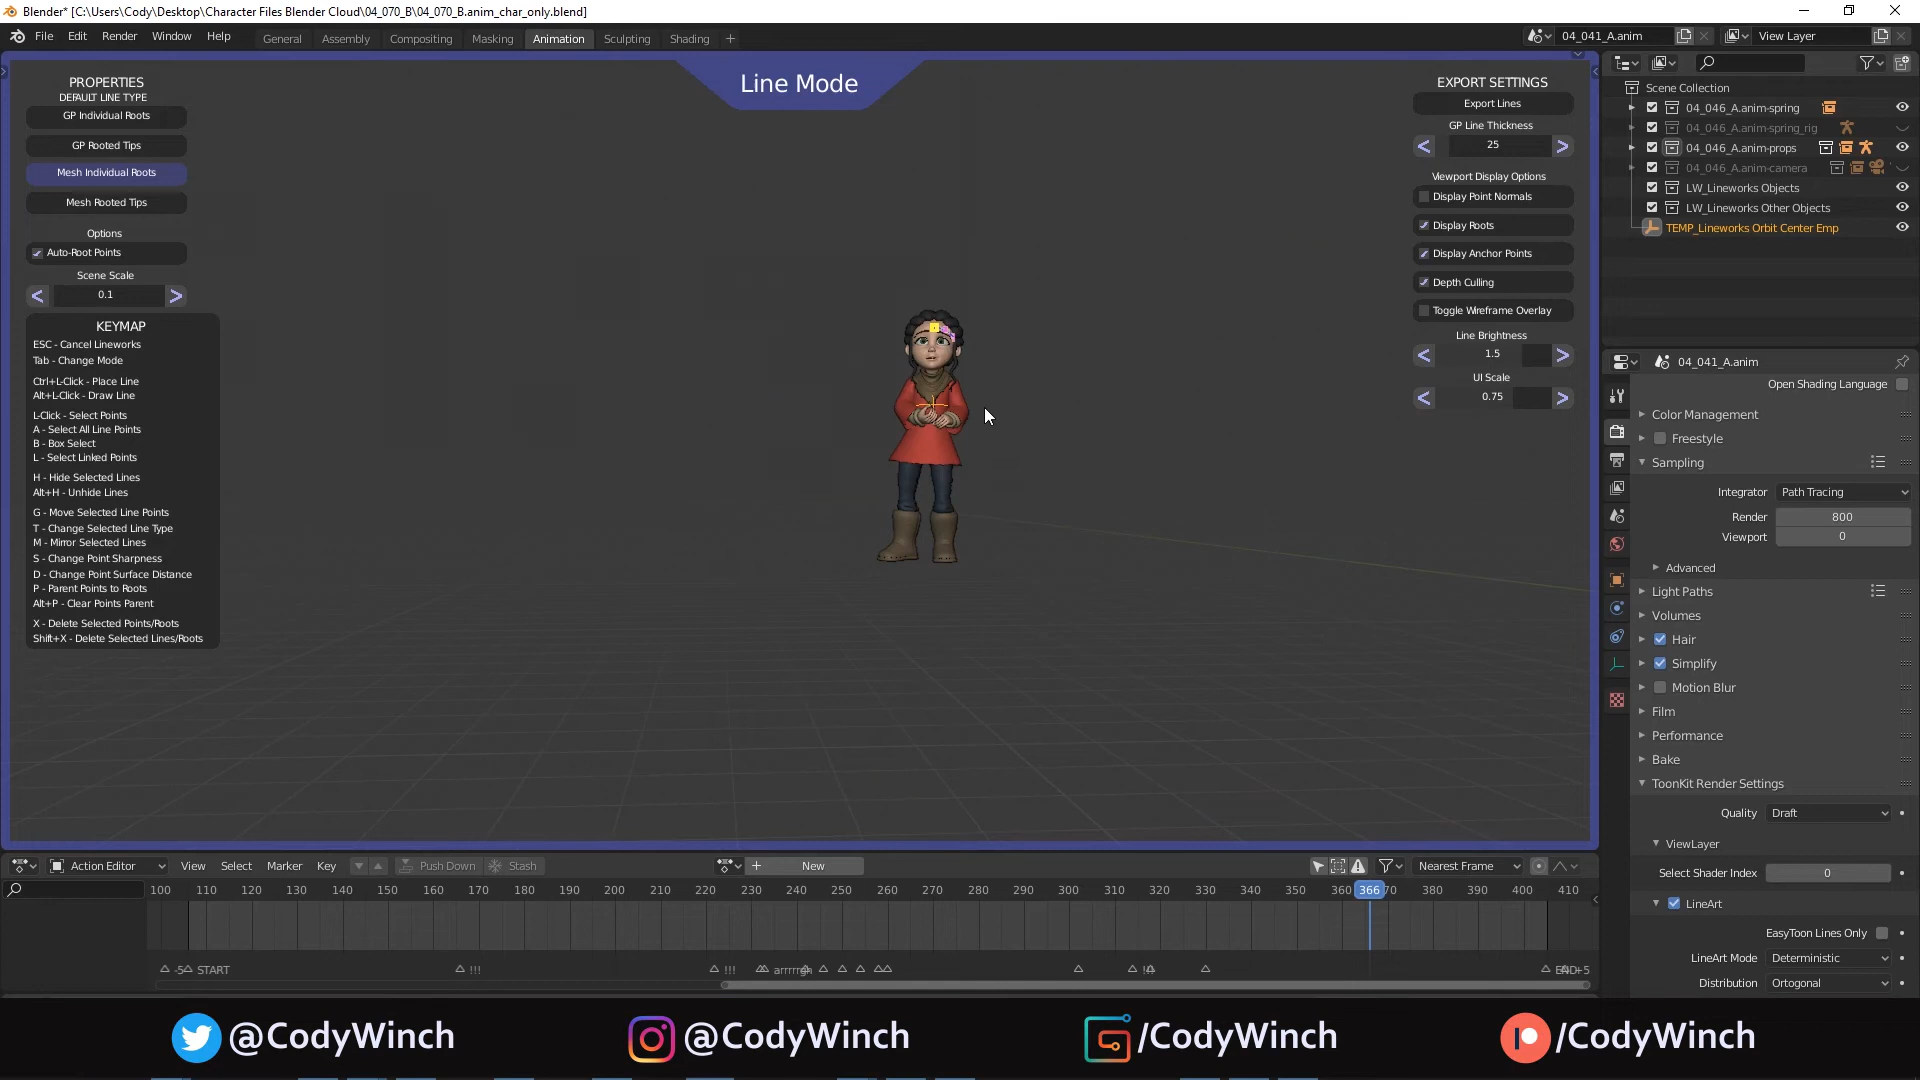 Blender* [C:\Users\Cody\Desktop\Character Files Blender Cloud\04_070_B\04_070_B.anim_char_only.blend]
File Edit Render Window Help General Assembly Compositing Masking Animation Sculpting Shading + 04_041_A.anim View Layer
Line Mode
PROPERTIES
DEFAULT LINE TYPE
GP Individual Roots
GP Rooted Tips
Mesh Individual Roots
Mesh Rooted Tips
Options
Auto-Root Points
Scene Scale
< 0.1 >
KEYMAP
ESC - Cancel Lineworks
Tab - Change Mode
Ctrl+L-Click - Place Line
Alt+L-Click - Draw Line
L-Click - Select Points
A - Select All Line Points
B - Box Select
L - Select Linked Points
H - Hide Selected Lines
Alt+H - Unhide Lines
G - Move Selected Line Points
T - Change Selected Line Type
M - Mirror Selected Lines
S - Change Point Sharpness
D - Change Point Surface Distance
P - Parent Points to Roots
Alt+P - Clear Points Parent
X - Delete Selected Points/Roots
Shift+X - Delete Selected Lines/Roots
EXPORT SETTINGS
Export Lines
GP Line Thickness
< 25 >
Viewport Display Options
Display Point Normals
Display Roots
Display Anchor Points
Depth Culling
Toggle Wireframe Overlay
Line Brightness
< 1.5 >
UI Scale
< 0.75 >
Scene Collection
04_046_A.anim-spring
04_046_A.anim-spring_rig
04_046_A.anim-props
04_046_A.anim-camera
LW_Lineworks Objects
LW_Lineworks Other Objects
TEMP_Lineworks Orbit Center Emp
04_041_A.anim
Open Shading Language
Color Management
Freestyle
Sampling
Integrator Path Tracing
Render 800
Viewport 0
Advanced
Light Paths
Volumes
Hair
Simplify
Motion Blur
Film
Performance
Bake
ToonKit Render Settings
Quality Draft
ViewLayer
Select Shader Index 0
LineArt
EasyToon Lines Only
LineArt Mode Deterministic
Distribution Ortogonal
Action Editor View Select Marker Key Push Down Stash + New Nearest Frame
100 110 120 130 140 150 160 170 180 190 200 210 220 230 240 250 260 270 280 290 300 310 320 330 340 350 360 366 70 380 390 400 410
-5 START !!! !!! arrrrrgh
@CodyWinch @CodyWinch /CodyWinch /CodyWinch